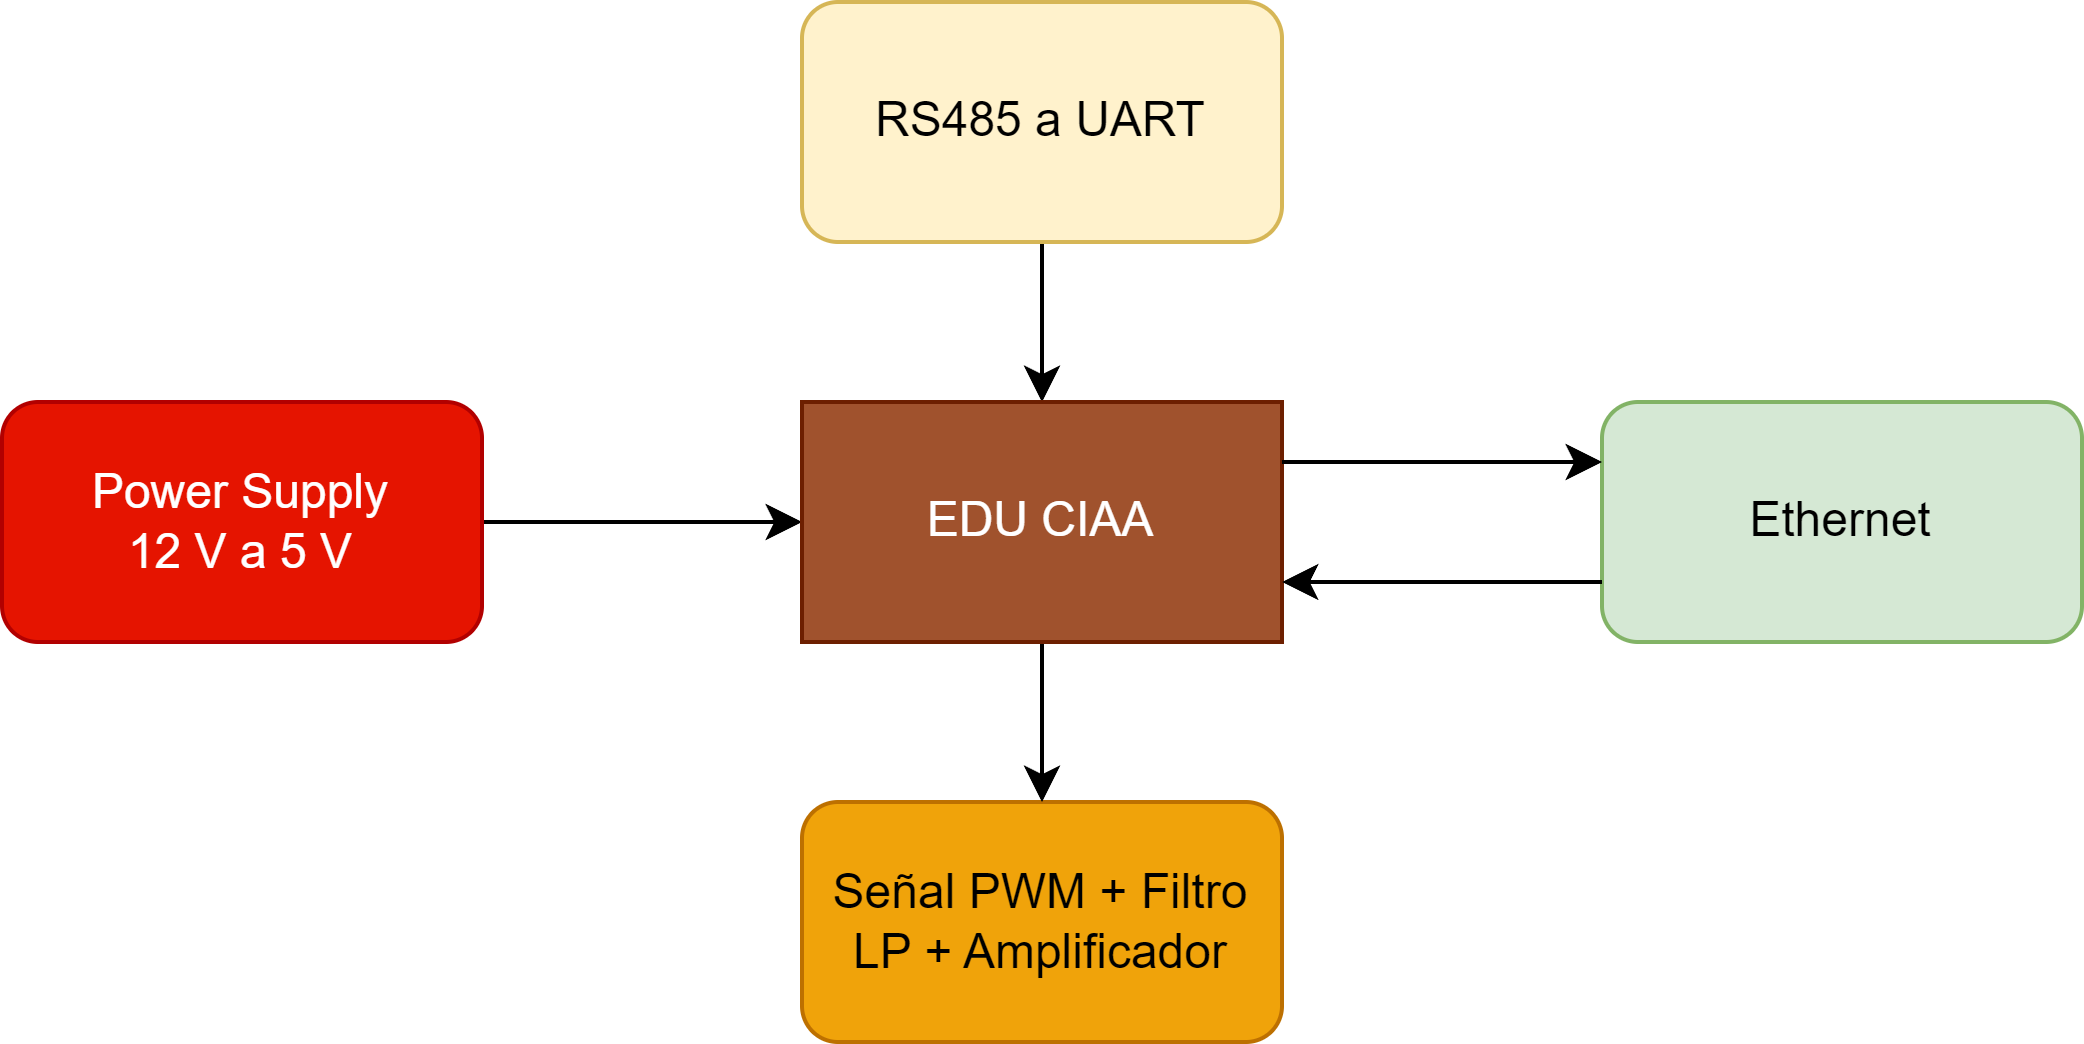 RS485 a UART
Power Supply
12 V a 5 V
EDU CIAA
Ethernet
Señal PWM + Filtro
LP + Amplificador